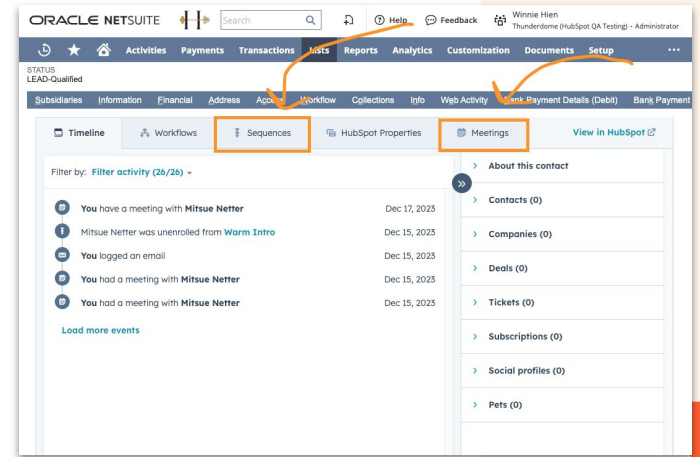 ORACLE NETSUITE Search Help Feedback Winnie Hien
Thunderdome (HubSpot QA Testing) - Administrator
Activities Payments Transactions Lists Reports Analytics Customization Documents Setup
STATUS
LEAD-Qualified
Subsidiaries Information Financial Address Access Workflow Collections Info Web Activity Bank Payment Details (Debit) Bank Payment
Timeline Workflows Sequences HubSpot Properties Meetings View in HubSpot
Filter by: Filter activity (26/26)
You have a meeting with Mitsue Netter Dec 17, 2023
Mitsue Netter was unenrolled from Warm Intro Dec 15, 2023
You logged an email Dec 15, 2023
You had a meeting with Mitsue Netter Dec 15, 2023
You had a meeting with Mitsue Netter Dec 15, 2023
Load more events
About this contact
Contacts (0)
Companies (0)
Deals (0)
Tickets (0)
Subscriptions (0)
Social profiles (0)
Pets (0)